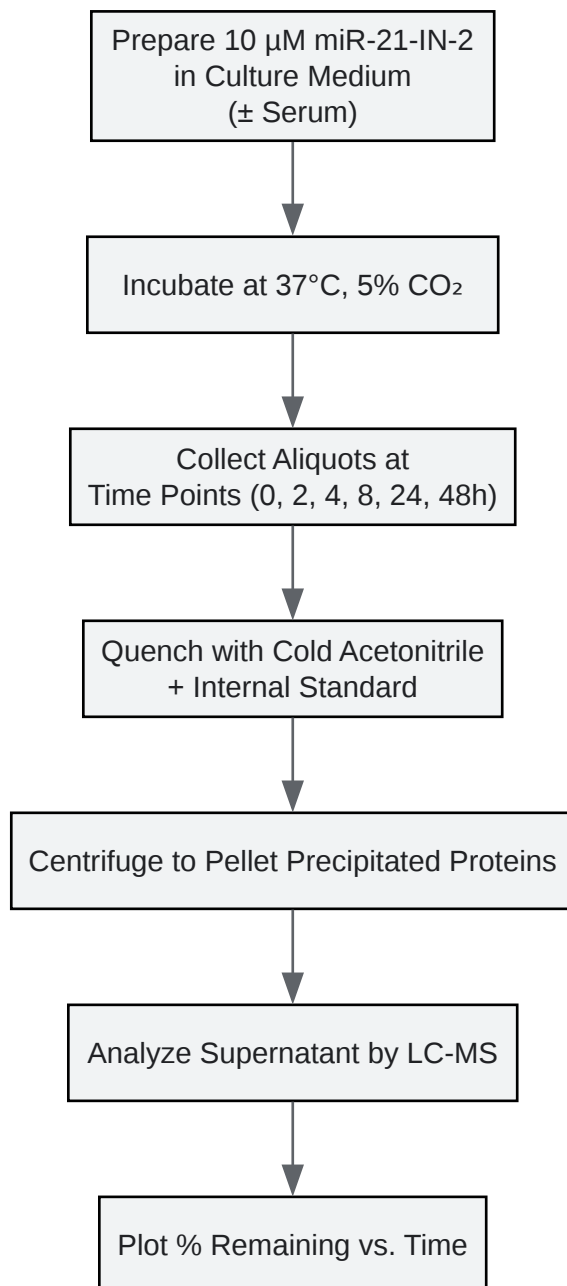 Prepare 10 µM miR-21-IN-2
in Culture Medium
(± Serum)
Incubate at 37°C, 5% CO₂
Collect Aliquots at
Time Points (0, 2, 4, 8, 24, 48h)
Quench with Cold Acetonitrile
+ Internal Standard
Centrifuge to Pellet Precipitated Proteins
Analyze Supernatant by LC-MS
Plot % Remaining vs. Time